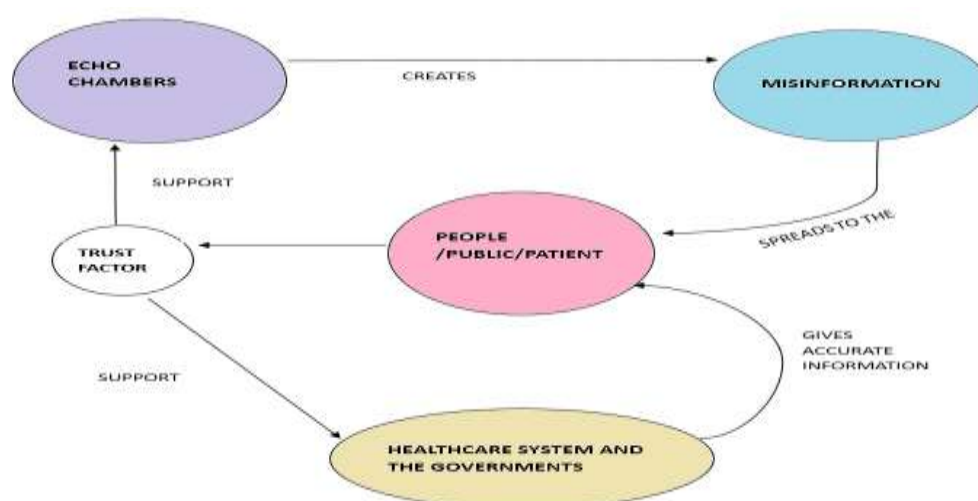 ECHO
CHAMBERS
CREATES
MISINFORMATION
SUPPORT
PEOPLE
/PUBLIC/PATIENT
SPREADS TO THE
TRUST
FACTOR
GIVES
ACCURATE
INFORMATION
SUPPORT
HEALTHCARE SYSTEM AND
THE GOVERNMENTS